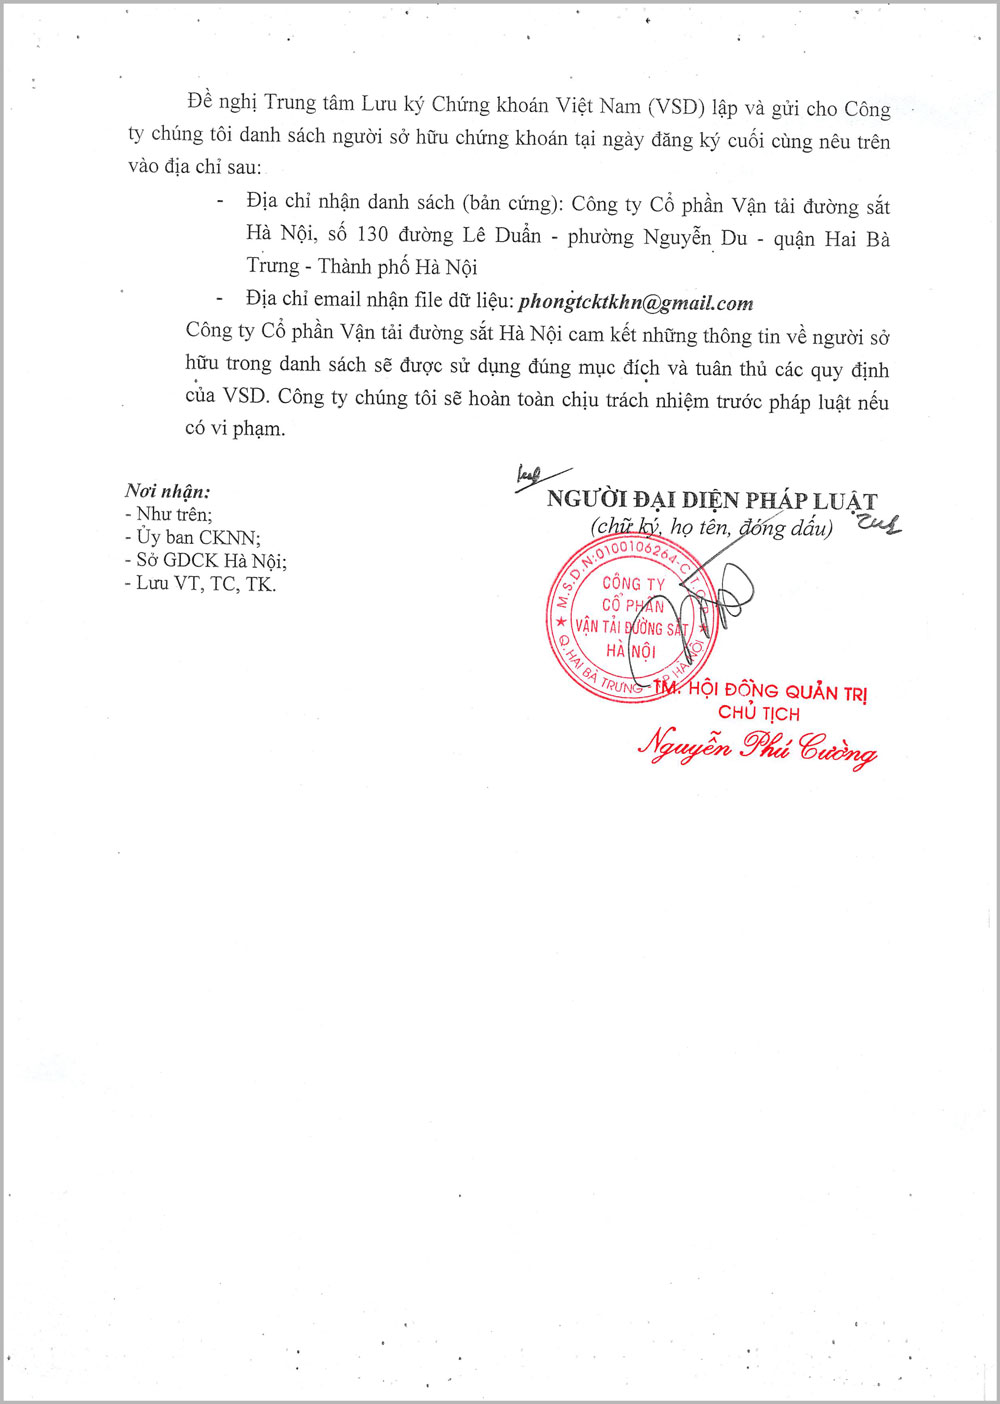 Đề nghị Trung tâm Lưu ký Chứng khoán Việt Nam (VSD) lập và gửi cho Công
ty chúng tôi danh sách người sở hữu chứng khoán tại ngày đăng ký cuối cùng nêu trên
vào địa chỉ sau:
- Địa chỉ nhận danh sách (bản cứng): Công ty Cổ phần Vận tải đường sắt
Hà Nội, số 130 đường Lê Duẩn - phường Nguyễn Du - quận Hai Bà
Trưng - Thành phố Hà Nội
- Địa chỉ email nhận file dữ liệu: phongtcktkhn@gmail.com
Công ty Cổ phần Vận tải đường sắt Hà Nội cam kết những thông tin về người sở
hữu trong danh sách sẽ được sử dụng đúng mục đích và tuân thủ các quy định
của VSD. Công ty chúng tôi sẽ hoàn toàn chịu trách nhiệm trước pháp luật nếu
có vi phạm.
Nơi nhận:
- Như trên;
- Ủy ban CKNN;
- Sở GDCK Hà Nội;
- Lưu VT, TC, TK.
NGƯỜI ĐẠI DIỆN PHÁP LUẬT
(chữ ký, họ tên, đóng dấu)
M.S.D.N:0100106264-C.T.C.P
CÔNG TY
CỔ PHẦN
VẬN TẢI ĐƯỜNG SẮT
HÀ NỘI
Q.HAI BÀ TRƯNG - TP HÀ NỘI
TM. HỘI ĐỒNG QUẢN TRỊ
CHỦ TỊCH
Nguyễn Phú Cường